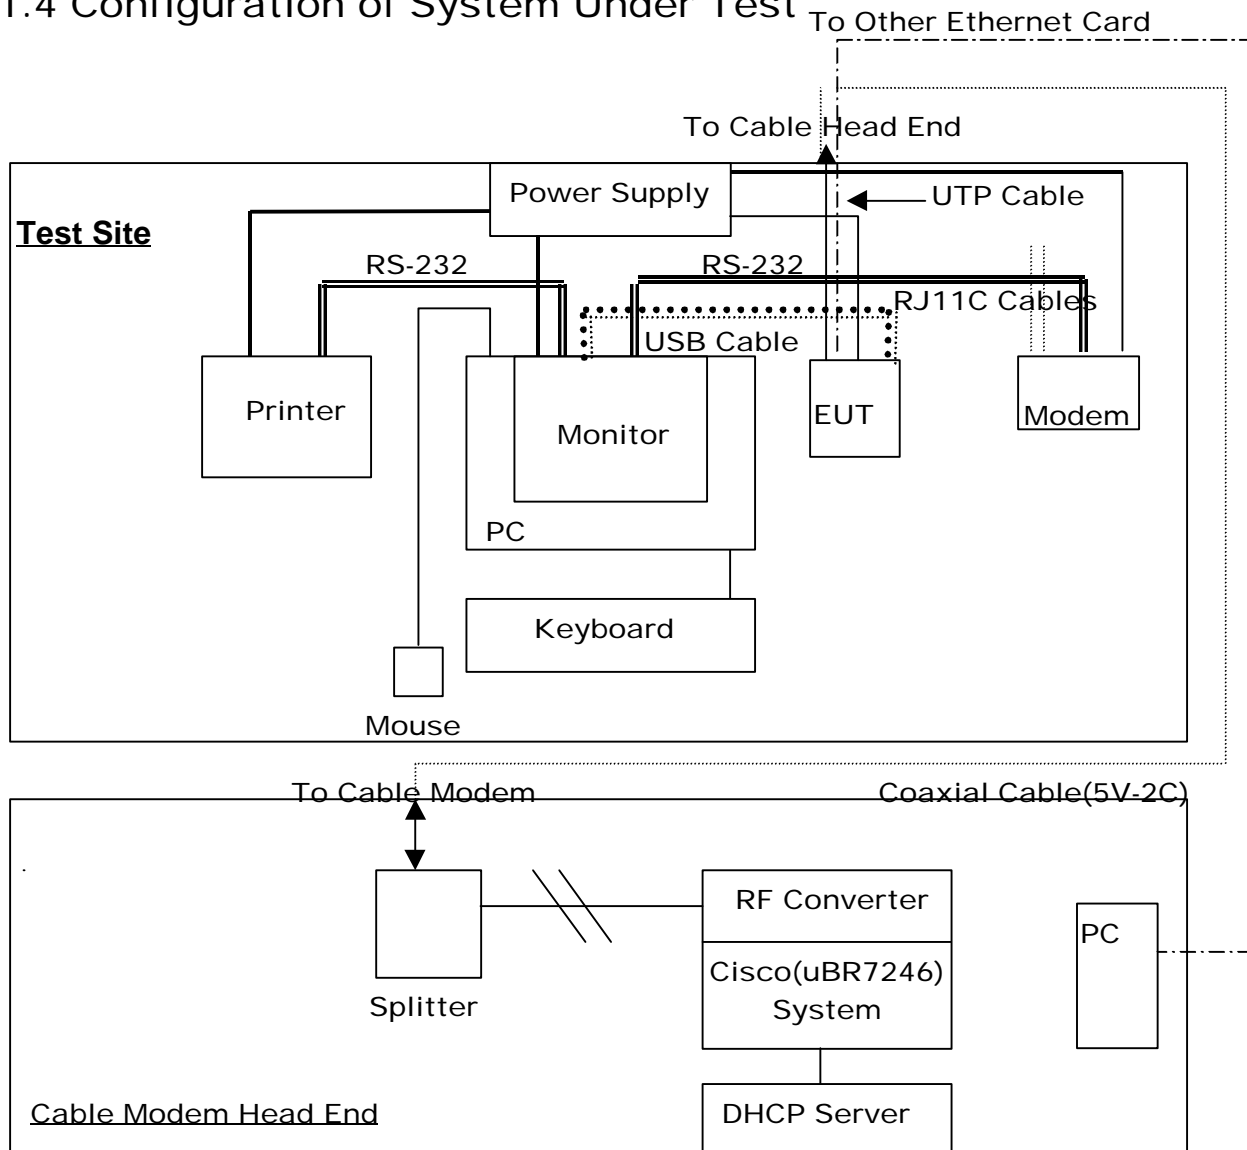 1.4 Configuration of System Under Test
To Other Ethernet Card
To Cable Head End
Power Supply
UTP Cable
Test Site
RS-232
RS-232
RJ11C Cables
USB Cable
Printer
Monitor
EUT
Modem
PC
Keyboard
Mouse
To Cable Modem
Coaxial Cable(5V-2C)
RF Converter
PC
Cisco(uBR7246)
System
Splitter
Cable Modem Head End
DHCP Server